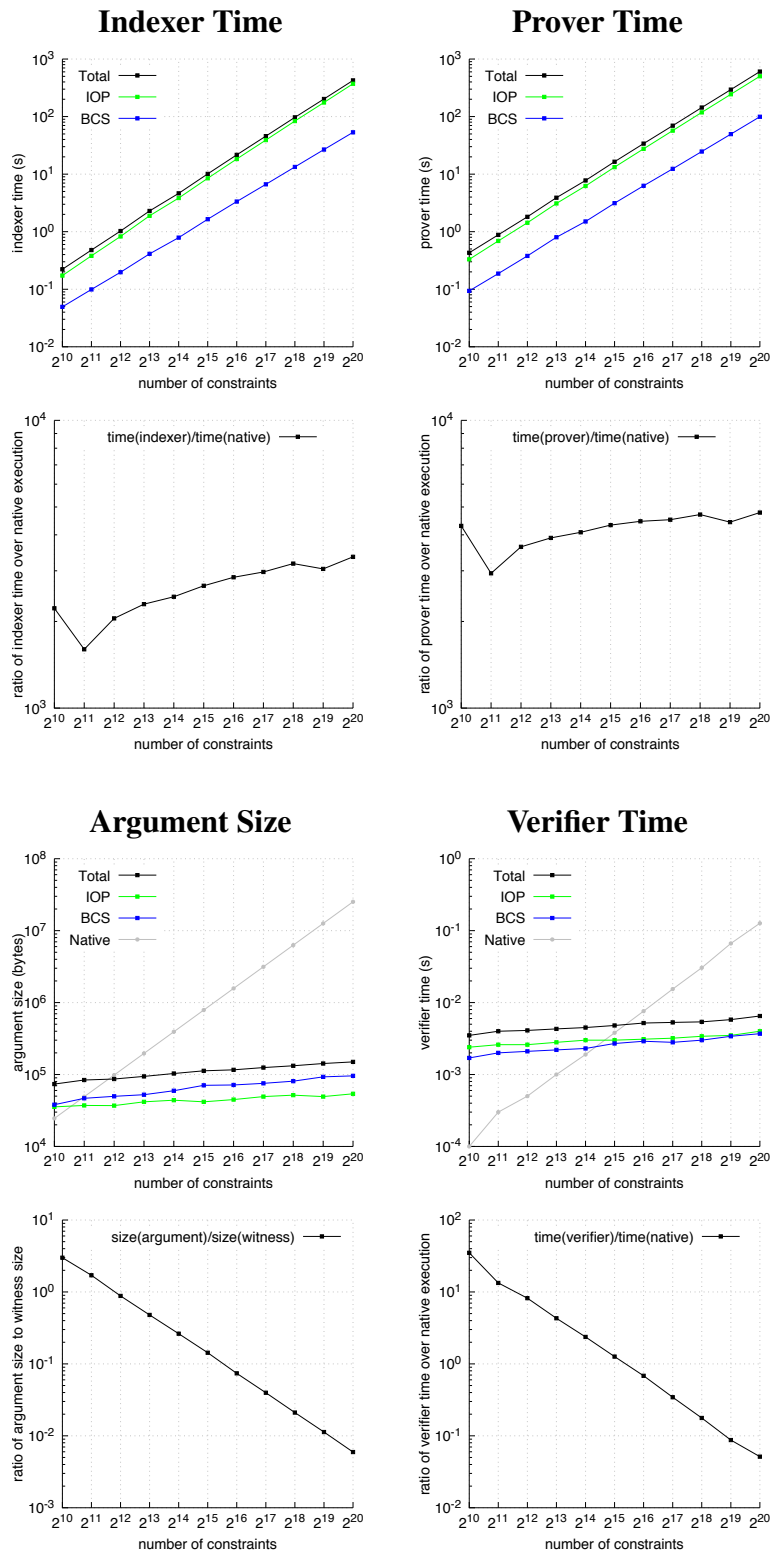 Indexer Time
10^3
10^2
10^1
10^0
10^-1
10^-2
Total
IOP
BCS
indexer time (s)
2^10 2^11 2^12 2^13 2^14 2^15 2^16 2^17 2^18 2^19 2^20
number of constraints
Prover Time
10^3
10^2
10^1
10^0
10^-1
10^-2
Total
IOP
BCS
prover time (s)
2^10 2^11 2^12 2^13 2^14 2^15 2^16 2^17 2^18 2^19 2^20
number of constraints
10^4
10^3
time(indexer)/time(native)
ratio of indexer time over native execution
2^10 2^11 2^12 2^13 2^14 2^15 2^16 2^17 2^18 2^19 2^20
number of constraints
10^4
10^3
time(prover)/time(native)
ratio of prover time over native execution
2^10 2^11 2^12 2^13 2^14 2^15 2^16 2^17 2^18 2^19 2^20
number of constraints
Argument Size
10^8
10^7
10^6
10^5
10^4
Total
IOP
BCS
Native
argument size (bytes)
2^10 2^11 2^12 2^13 2^14 2^15 2^16 2^17 2^18 2^19 2^20
number of constraints
Verifier Time
10^0
10^-1
10^-2
10^-3
10^-4
Total
IOP
BCS
Native
verifier time (s)
2^10 2^11 2^12 2^13 2^14 2^15 2^16 2^17 2^18 2^19 2^20
number of constraints
10^1
10^0
10^-1
10^-2
10^-3
size(argument)/size(witness)
ratio of argument size to witness size
2^10 2^11 2^12 2^13 2^14 2^15 2^16 2^17 2^18 2^19 2^20
number of constraints
10^2
10^1
10^0
10^-1
10^-2
time(verifier)/time(native)
ratio of verifier time over native execution
2^10 2^11 2^12 2^13 2^14 2^15 2^16 2^17 2^18 2^19 2^20
number of constraints